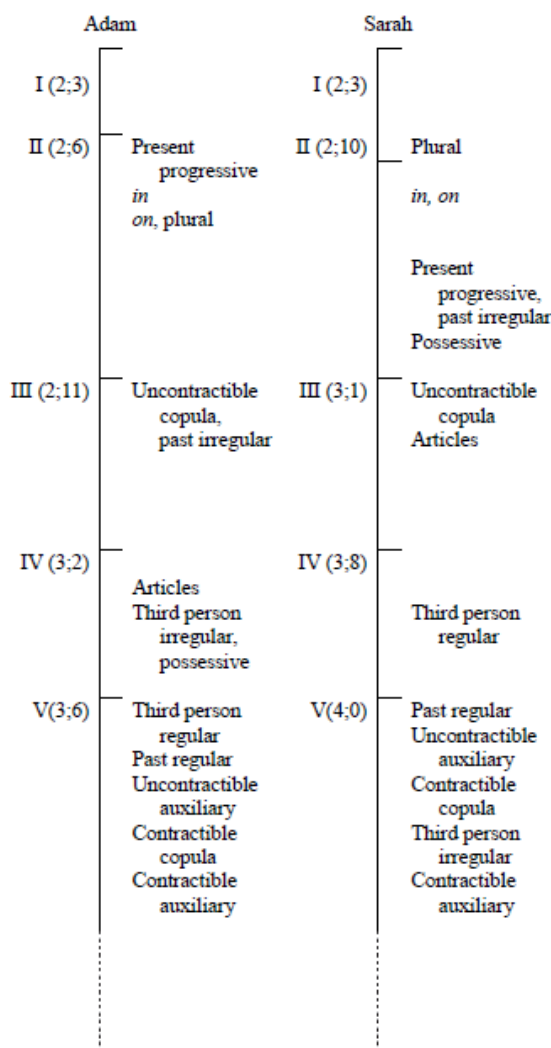 Adam
I (2;3)
II (2;6)
Present
progressive
in
on, plural
III (2;11)
Uncontractible
copula,
past irregular
IV (3;2)
Articles
Third person
irregular,
possessive
V(3;6)
Third person
regular
Past regular
Uncontractible
auxiliary
Contractible
copula
Contractible
auxiliary
Sarah
I (2;3)
II (2;10)
Plural
in, on
Present
progressive,
past irregular
Possessive
III (3;1)
Uncontractible
copula
Articles
IV (3;8)
Third person
regular
V(4;0)
Past regular
Uncontractible
auxiliary
Contractible
copula
Third person
irregular
Contractible
auxiliary